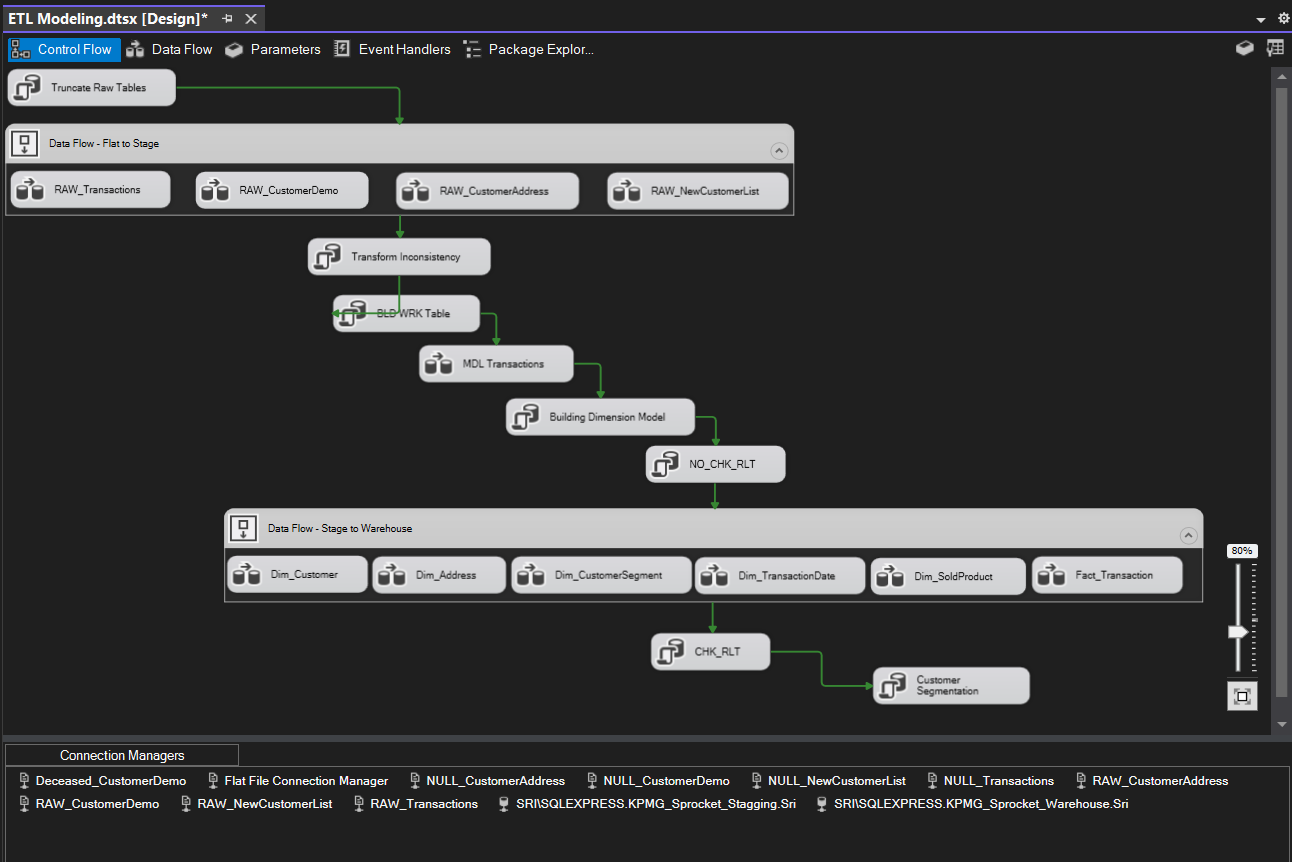 ETL Modeling.dtsx [Design]*
Control Flow Data Flow Parameters Event Handlers Package Explor...
Truncate Raw Tables
Data Flow - Flat to Stage
RAW_Transactions RAW_CustomerDemo RAW_CustomerAddress RAW_NewCustomerList
Transform Inconsistency
BLD WRK Table
MDL Transactions
Building Dimension Model
NO_CHK_RLT
Data Flow - Stage to Warehouse
Dim_Customer Dim_Address Dim_CustomerSegment Dim_TransactionDate Dim_SoldProduct Fact_Transaction
80%
CHK_RLT
Customer
Segmentation
Connection Managers
Deceased_CustomerDemo Flat File Connection Manager NULL_CustomerAddress NULL_CustomerDemo NULL_NewCustomerList NULL_Transactions RAW_CustomerAddress
RAW_CustomerDemo RAW_NewCustomerList RAW_Transactions SRI\SQLEXPRESS.KPMG_Sprocket_Stagging.Sri SRI\SQLEXPRESS.KPMG_Sprocket_Warehouse.Sri